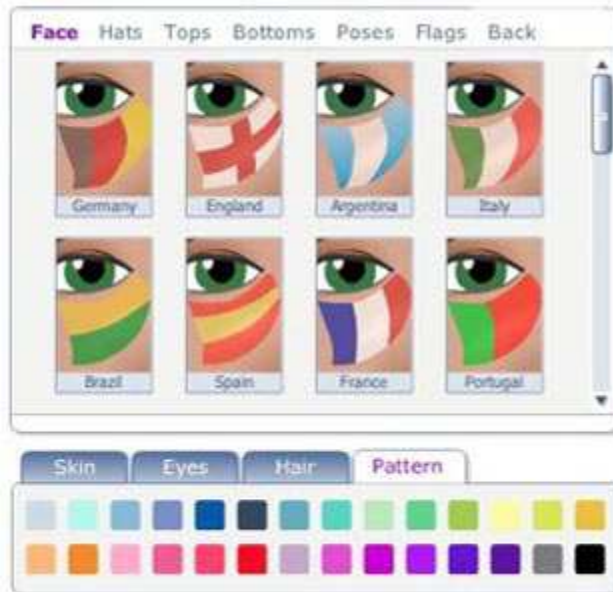 Face Hats Tops Bottoms Poses Flags Back
Germany England Argentina Italy
Brazil Spain France Portugal
Skin Eyes Hair Pattern